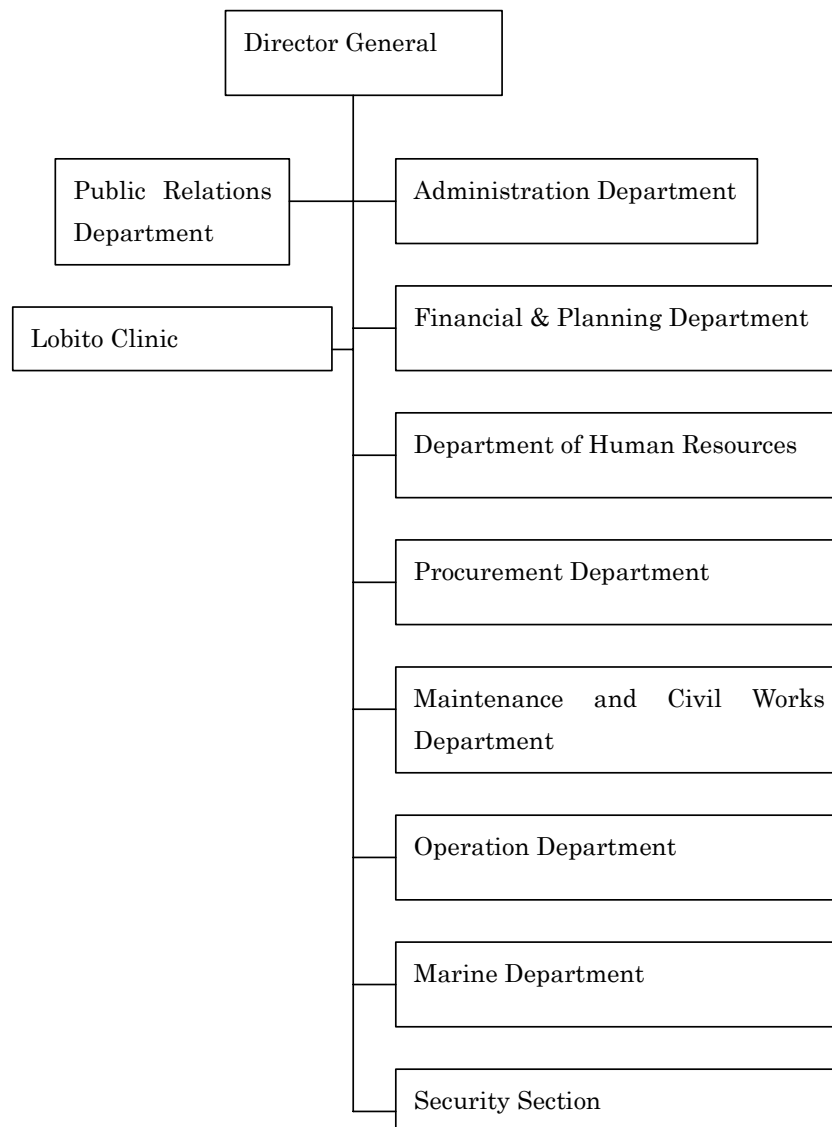 Director General
Public Relations
Department
Administration Department
Lobito Clinic
Financial & Planning Department
Department of Human Resources
Procurement Department
Maintenance and Civil Works
Department
Operation Department
Marine Department
Security Section